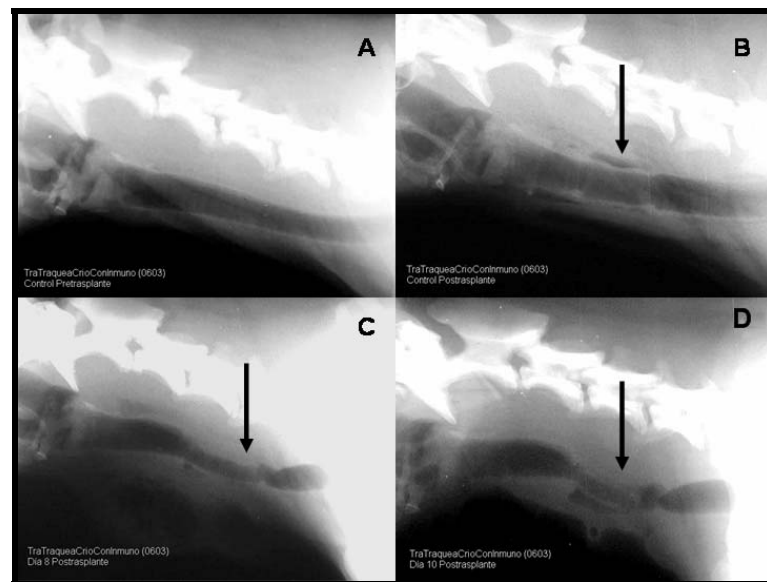 A
B
TraTraqueaCrioConInmuno (0603)
Control Pretrasplante
TraTraqueaCrioConInmuno (0603)
Control Postrasplante
C
D
TraTraqueaCrioConInmuno (0603)
Dia 8 Postrasplante
TraTraqueaCrioConInmuno (0603)
Dia 10 Postrasplante